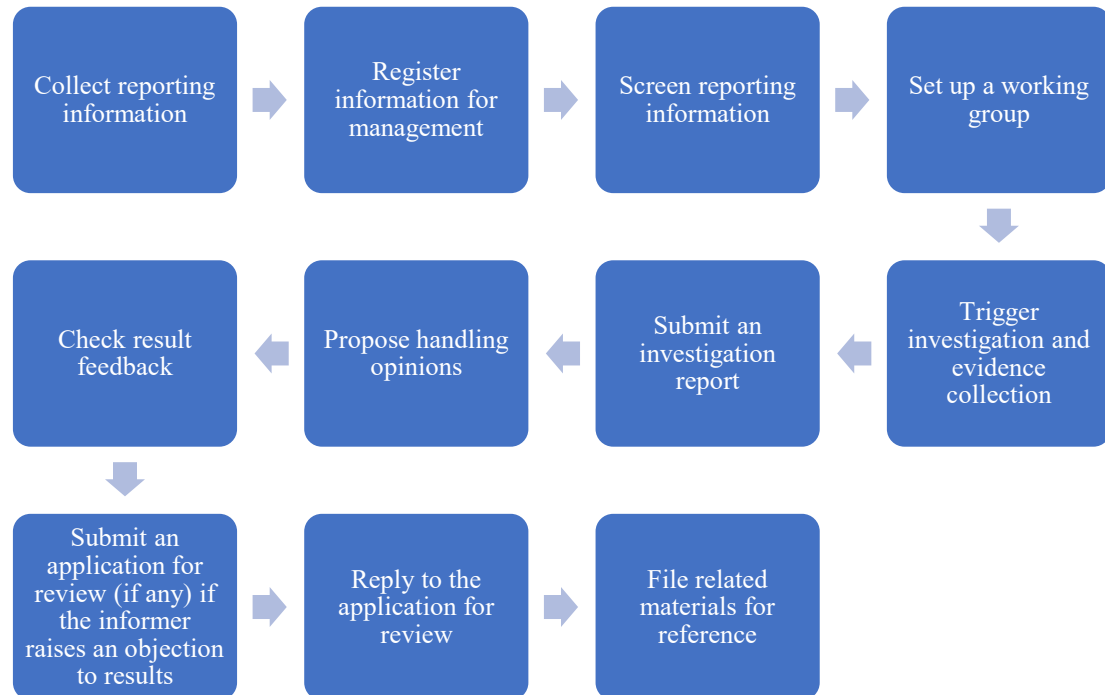 Collect reporting
information
Register
information for
management
Screen reporting
information
Set up a working
group
Trigger
investigation and
evidence
collection
Submit an
investigation
report
Propose handling
opinions
Check result
feedback
Submit an
application for
review (if any) if
the informer
raises an objection
to results
Reply to the
application for
review
File related
materials for
reference